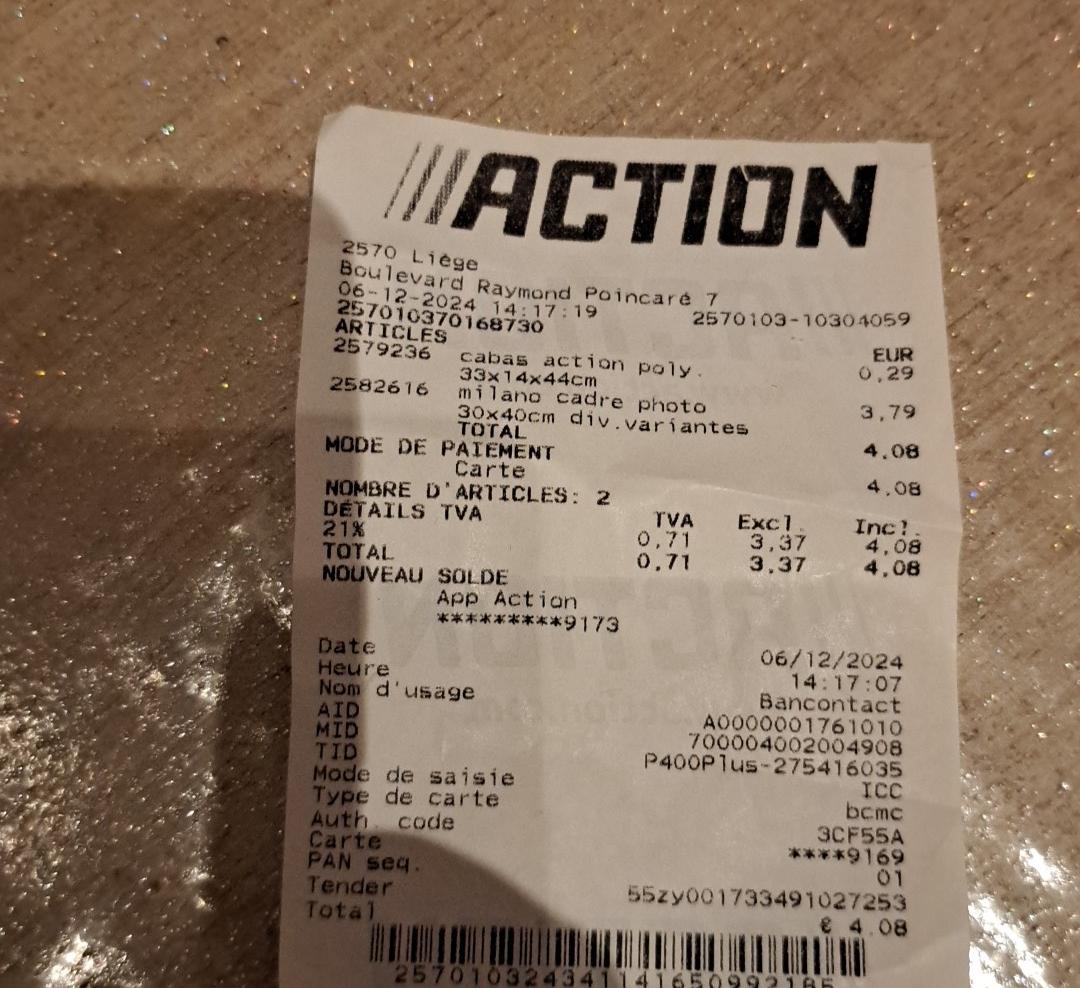 ///ACTION
2570 Liège
Boulevard Raymond Poincaré 7
06-12-2024 14:17:19 2570103-10304059
257010370168730
ARTICLES EUR
2579236 cabas action poly. 0,29
33x14x44cm
2582616 milano cadre photo 3,79
30x40cm div.variantes
TOTAL 4,08
MODE DE PAIEMENT
Carte 4,08
NOMBRE D'ARTICLES: 2
DÉTAILS TVA TVA Excl. Incl.
21% 0,71 3,37 4,08
TOTAL 0,71 3,37 4,08
NOUVEAU SOLDE
App Action
*********9173
Date 06/12/2024
Heure 14:17:07
Nom d'usage Bancontact
AID A0000001761010
MID 700004002004908
TID P400Plus-275416035
Mode de saisie ICC
Type de carte bcmc
Auth. code 3CF55A
Carte ****9169
PAN seq. 01
Tender 55zy001733491027253
Total € 4.08
257010324341141650992185